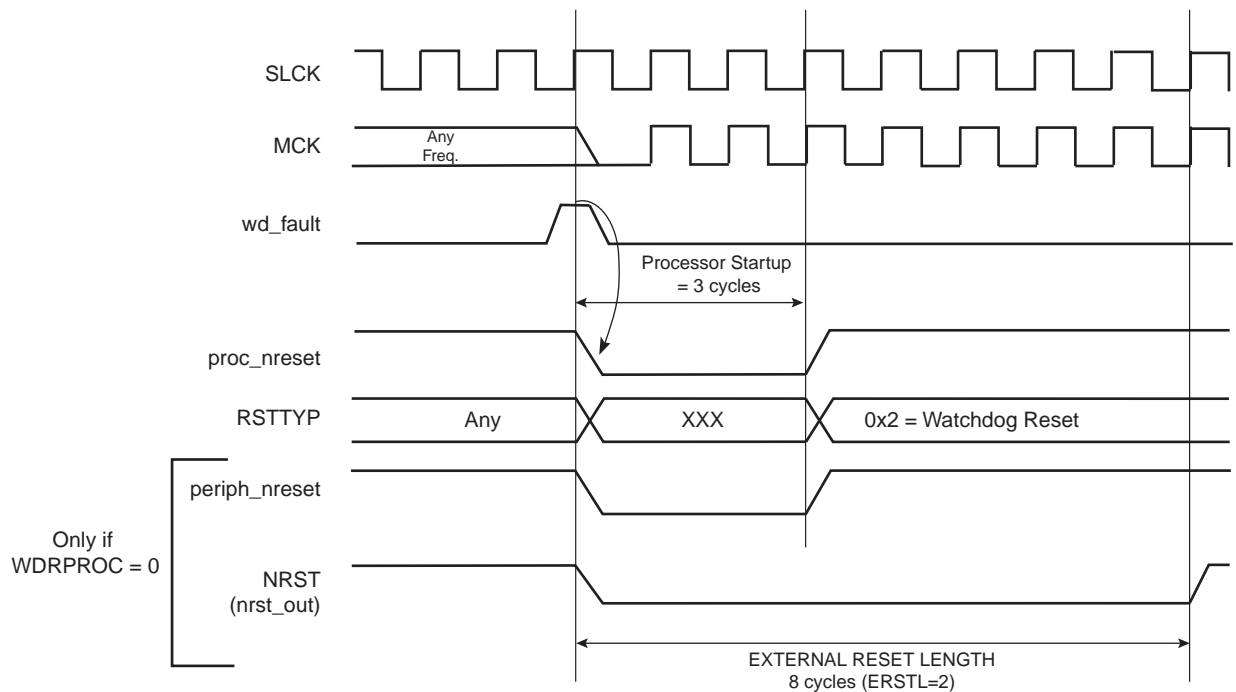 SLCK
MCK
Any
Freq.
wd_fault
Processor Startup
= 3 cycles
proc_nreset
RSTTYP
Any
XXX
0x2 = Watchdog Reset
periph_nreset
Only if
WDRPROC = 0
NRST
(nrst_out)
EXTERNAL RESET LENGTH
8 cycles (ERSTL=2)